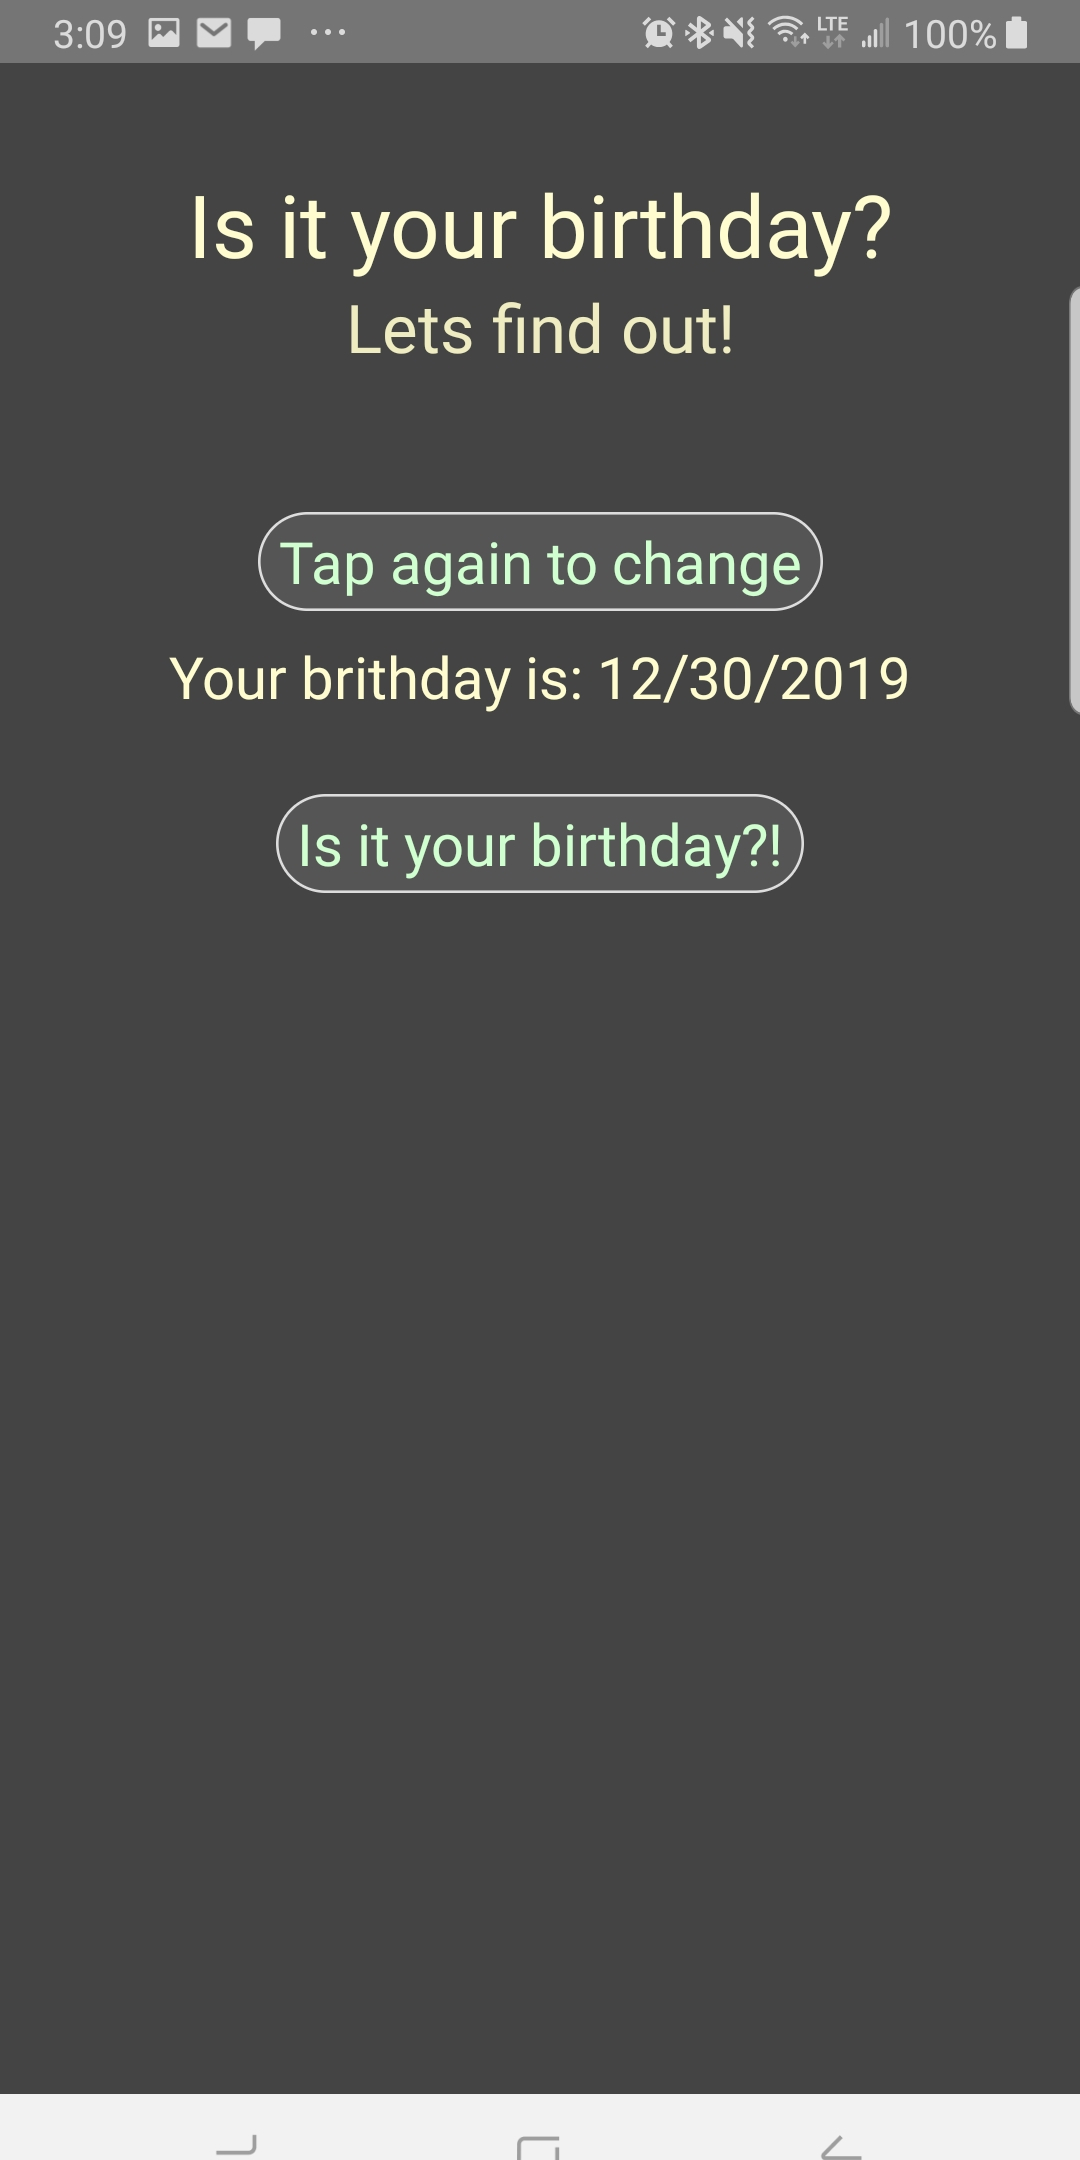 3:09 LTE 100%
Is it your birthday?
Lets find out!
Tap again to change
Your brithday is: 12/30/2019
Is it your birthday?!